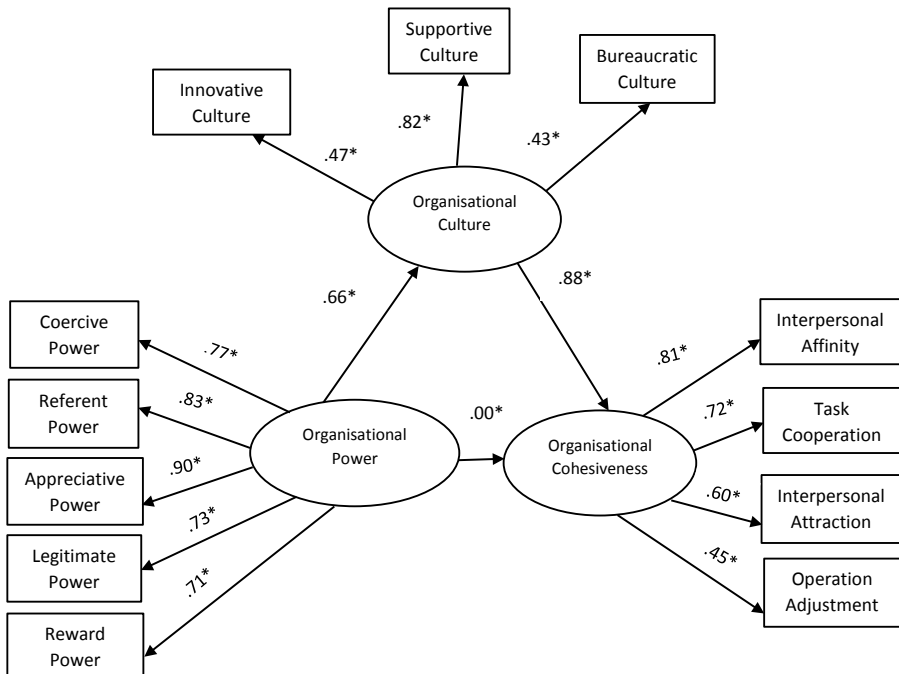 Supportive
Culture
Bureaucratic
Culture
Innovative
Culture
.47*
.82*
.43*
Organisational
Culture
.66*
.88*
Coercive
Power
Referent
Power
Appreciative
Power
Legitimate
Power
Reward
Power
.77*
.83*
.90*
.73*
.71*
Organisational
Power
.00*
Organisational
Cohesiveness
.81*
.72*
.60*
.45*
Interpersonal
Affinity
Task
Cooperation
Interpersonal
Attraction
Operation
Adjustment